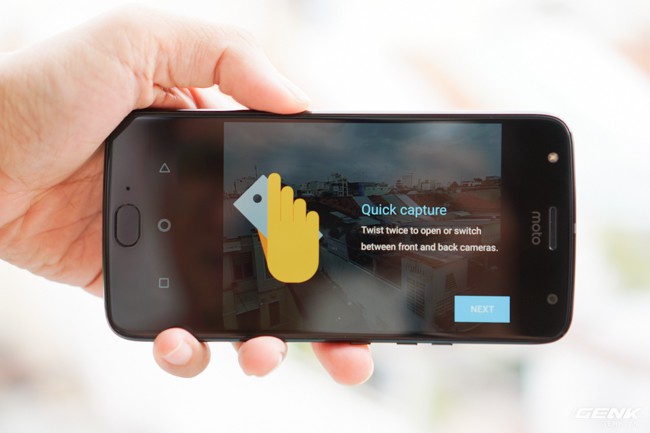 Quick capture
Twist twice to open or switch
between front and back cameras.
NEXT
moto
GENK